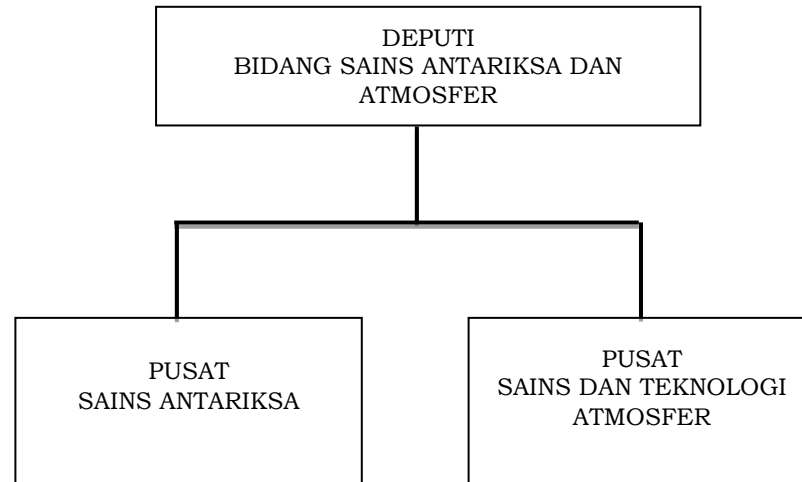 DEPUTI
BIDANG SAINS ANTARIKSA DAN
ATMOSFER
PUSAT
SAINS ANTARIKSA
PUSAT
SAINS DAN TEKNOLOGI
ATMOSFER